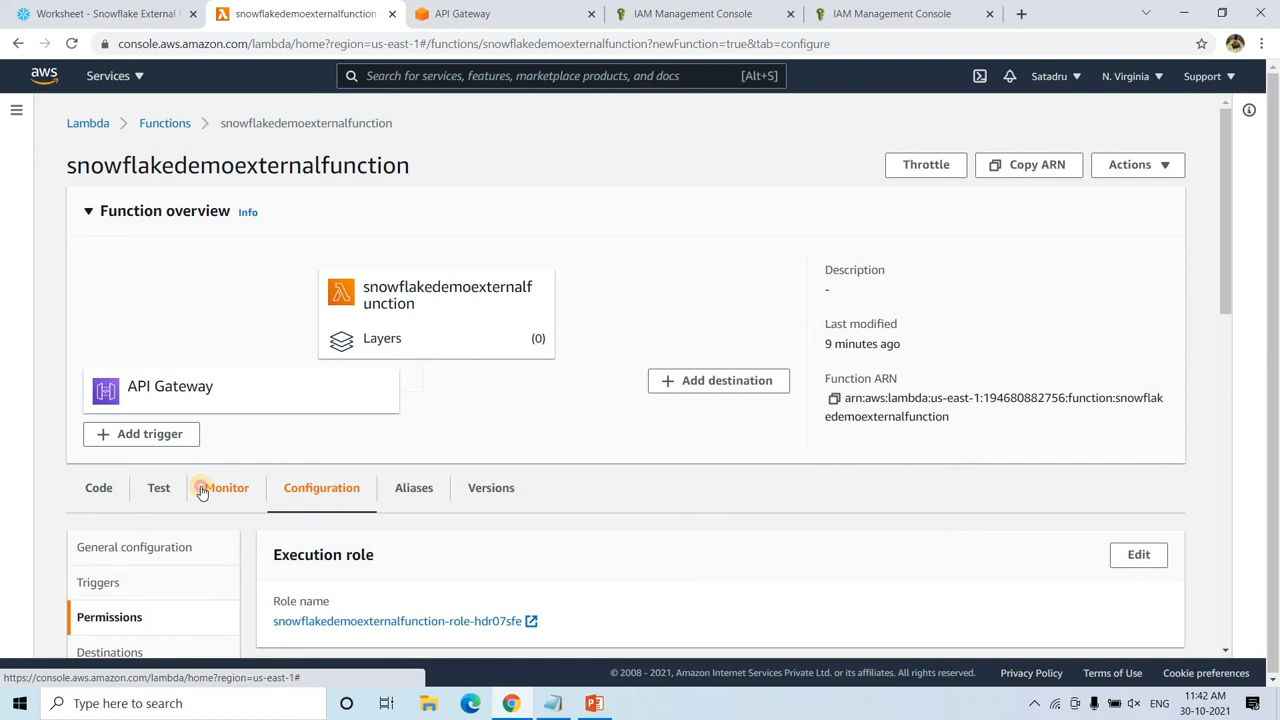 Worksheet - Snowflake External
snowflakedemoexternalfunction
API Gateway
IAM Management Console
IAM Management Console
console.aws.amazon.com/lambda/home?region=us-east-1#/functions/snowflakedemoexternalfunction?newFunction=true&tab=configure
aws
Services
Search for services, features, marketplace products, and docs
[Alt+S]
Satadru
N. Virginia
Support
Lambda
Functions
snowflakedemoexternalfunction
snowflakedemoexternalfunction
Throttle
Copy ARN
Actions
Function overview
Info
snowflakedemoexternalf
unction
Layers
(0)
API Gateway
Add trigger
Add destination
Description
-
Last modified
9 minutes ago
Function ARN
arn:aws:lambda:us-east-1:194680882756:function:snowflak
edemoexternalfunction
Code
Test
Monitor
Configuration
Aliases
Versions
General configuration
Triggers
Permissions
Destinations
Execution role
Edit
Role name
snowflakedemoexternalfunction-role-hdr07sfe
https://console.aws.amazon.com/lambda/home?region=us-east-1#
© 2008 - 2021, Amazon Internet Services Private Ltd. or its affiliates. All rights reserved.
Privacy Policy
Terms of Use
Cookie preferences
Type here to search
ENG
11:42 AM
30-10-2021